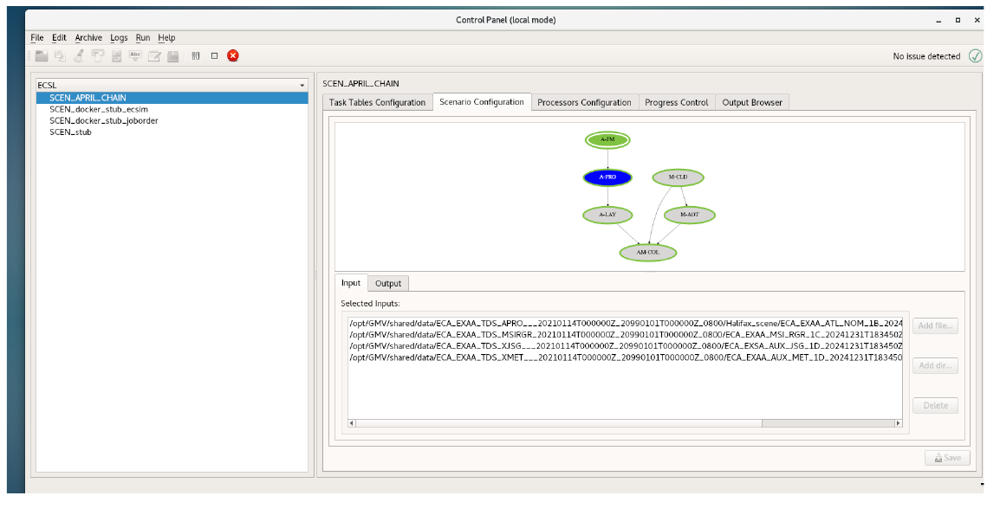 Control Panel (local mode)
File Edit Archive Logs Run Help
Abc
No issue detected
ECSL
SCEN_APRIL_CHAIN
SCEN_docker_stub_ecsim
SCEN_docker_stub_joborder
SCEN_stub
SCEN_APRIL_CHAIN
Task Tables Configuration Scenario Configuration Processors Configuration Progress Control Output Browser
A-FM
A-PRO M-CLD
A-LAY M-AOT
AM-COL
Input Output
Selected Inputs:
/opt/GMV/shared/data/ECA_EXAA_TDS_APRO___20210114T000000Z_20990101T000000Z_0800/Halifax_scene/ECA_EXAA_ATL_NOM_1B_2024
/opt/GMV/shared/data/ECA_EXAA_TDS_MSIRGR_20210114T000000Z_20990101T000000Z_0800/ECA_EXAA_MSI_RGR_1C_20241231T183450Z
/opt/GMV/shared/data/ECA_EXAA_TDS_XJSG___20210114T000000Z_20990101T000000Z_0800/ECA_EXSA_AUX_JSG_1D_20241231T183450Z
/opt/GMV/shared/data/ECA_EXAA_TDS_XMET___20210114T000000Z_20990101T000000Z_0800/ECA_EXAA_AUX_MET_1D_20241231T183450
Add file...
Add dir...
Delete
Save